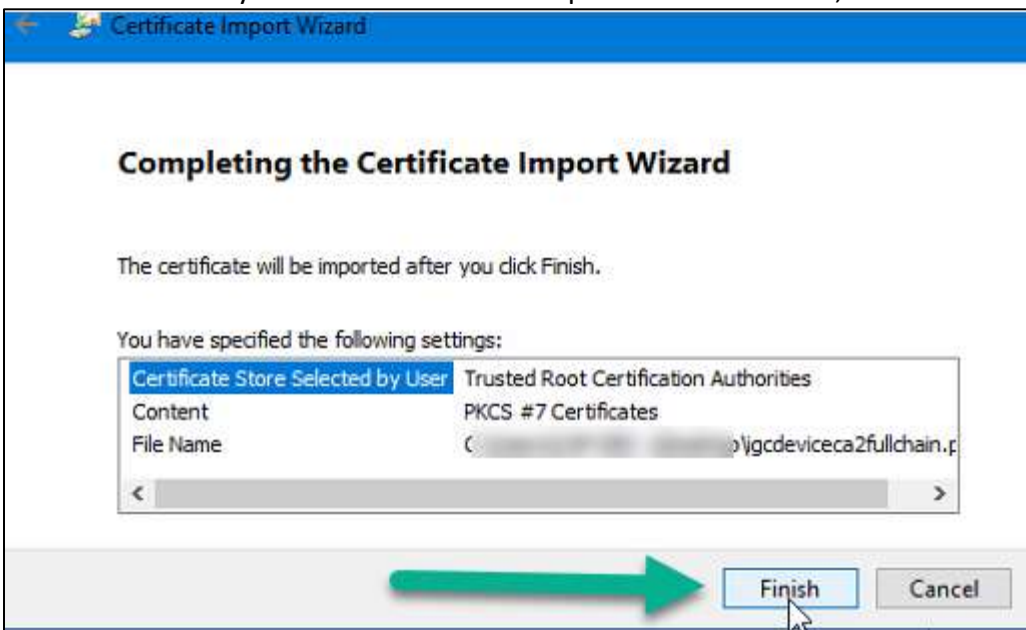 Certificate Import Wizard
Completing the Certificate Import Wizard
The certificate will be imported after you click Finish.
You have specified the following settings:
Certificate Store Selected by User Trusted Root Certification Authorities
Content PKCS #7 Certificates
File Name \igcdeviceca2fullchain.p
Finish Cancel